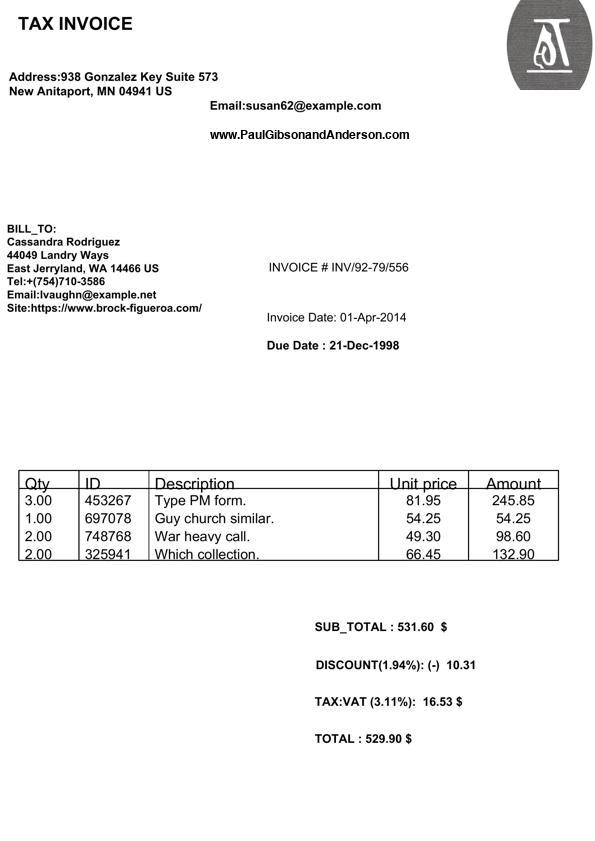 TAX INVOICE
Address:938 Gonzalez Key Suite 573
New Anitaport, MN 04941 US
Email:susan62@example.com
www.PaulGibsonandAnderson.com
BILL_TO:
Cassandra Rodriguez
44049 Landry Ways
East Jerryland, WA 14466 US
Tel:+(754)710-3586
Email:lvaughn@example.net
Site:https://www.brock-figueroa.com/
INVOICE # INV/92-79/556
Invoice Date: 01-Apr-2014
Due Date : 21-Dec-1998
Qty ID Description Unit price Amount
3.00 453267 Type PM form. 81.95 245.85
1.00 697078 Guy church similar. 54.25 54.25
2.00 748768 War heavy call. 49.30 98.60
2.00 325941 Which collection. 66.45 132.90
SUB_TOTAL : 531.60 $
DISCOUNT(1.94%): (-) 10.31
TAX:VAT (3.11%): 16.53 $
TOTAL : 529.90 $